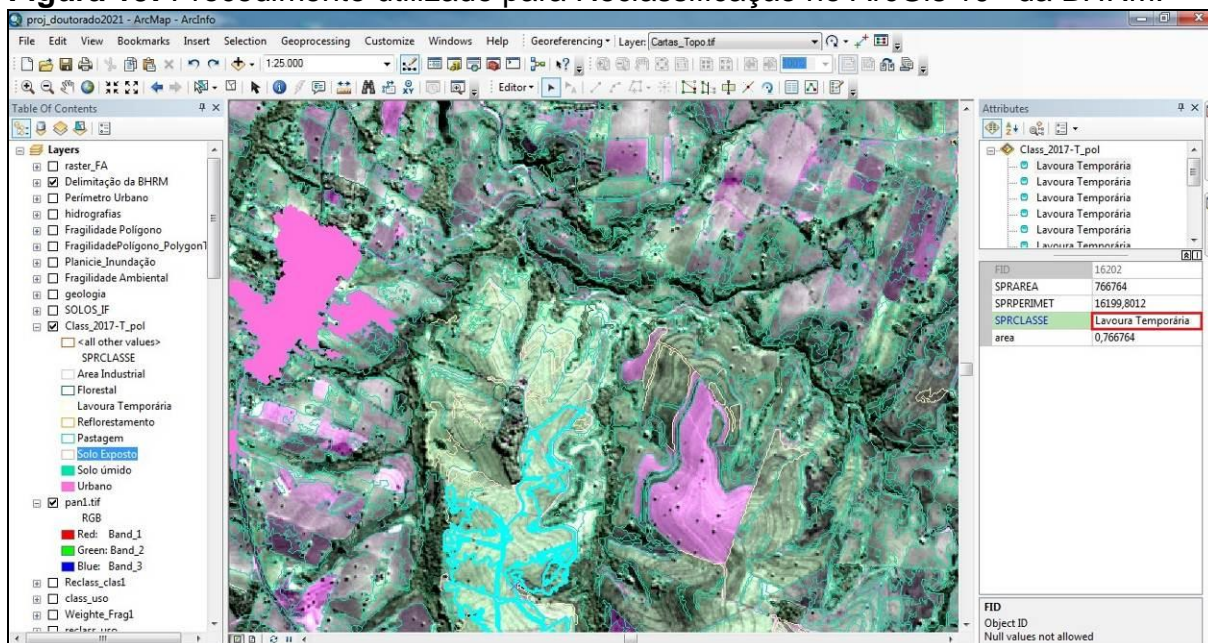 proj_doutorado2021 - ArcMap - ArcInfo
File Edit View Bookmarks Insert Selection Geoprocessing Customize Windows Help Georeferencing Layer: Cartas_Topo.tif
1:25.000
100%
Editor
Table Of Contents
Layers
raster_FA
Delimitação da BHRM
Perímetro Urbano
hidrografias
Fragilidade Polígono
FragilidadePolígono_PolygonT
Planicie_Inundação
Fragilidade Ambiental
geologia
SOLOS_IF
Class_2017-T_pol
<all other values>
SPRCLASSE
Area Industrial
Florestal
Lavoura Temporária
Reflorestamento
Pastagem
Solo Exposto
Solo úmido
Urbano
pan1.tif
RGB
Red: Band_1
Green: Band_2
Blue: Band_3
Reclass_clas1
class_uso
Weighte_Frag1
reclass_uso
Attributes
Class_2017-T_pol
Lavoura Temporária
Lavoura Temporária
Lavoura Temporária
Lavoura Temporária
Lavoura Temporária
Lavoura Temporária
FID 16202
SPRAREA 766764
SPRPERIMET 16199,8012
SPRCLASSE Lavoura Temporária
area 0,766764
FID
Object ID
Null values not allowed